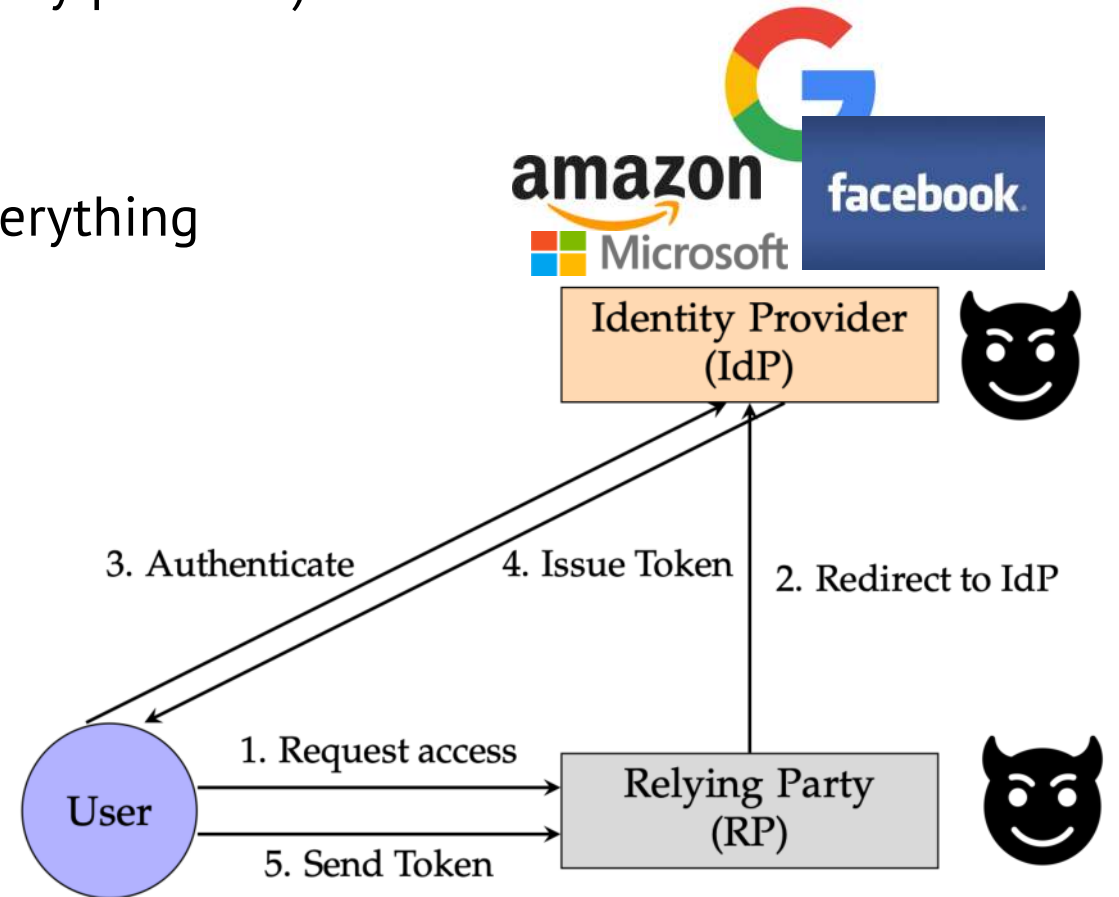 erything
amazon
facebook.
Microsoft
Identity Provider
(IdP)
3. Authenticate
4. Issue Token
2. Redirect to IdP
1. Request access
User
Relying Party
(RP)
5. Send Token